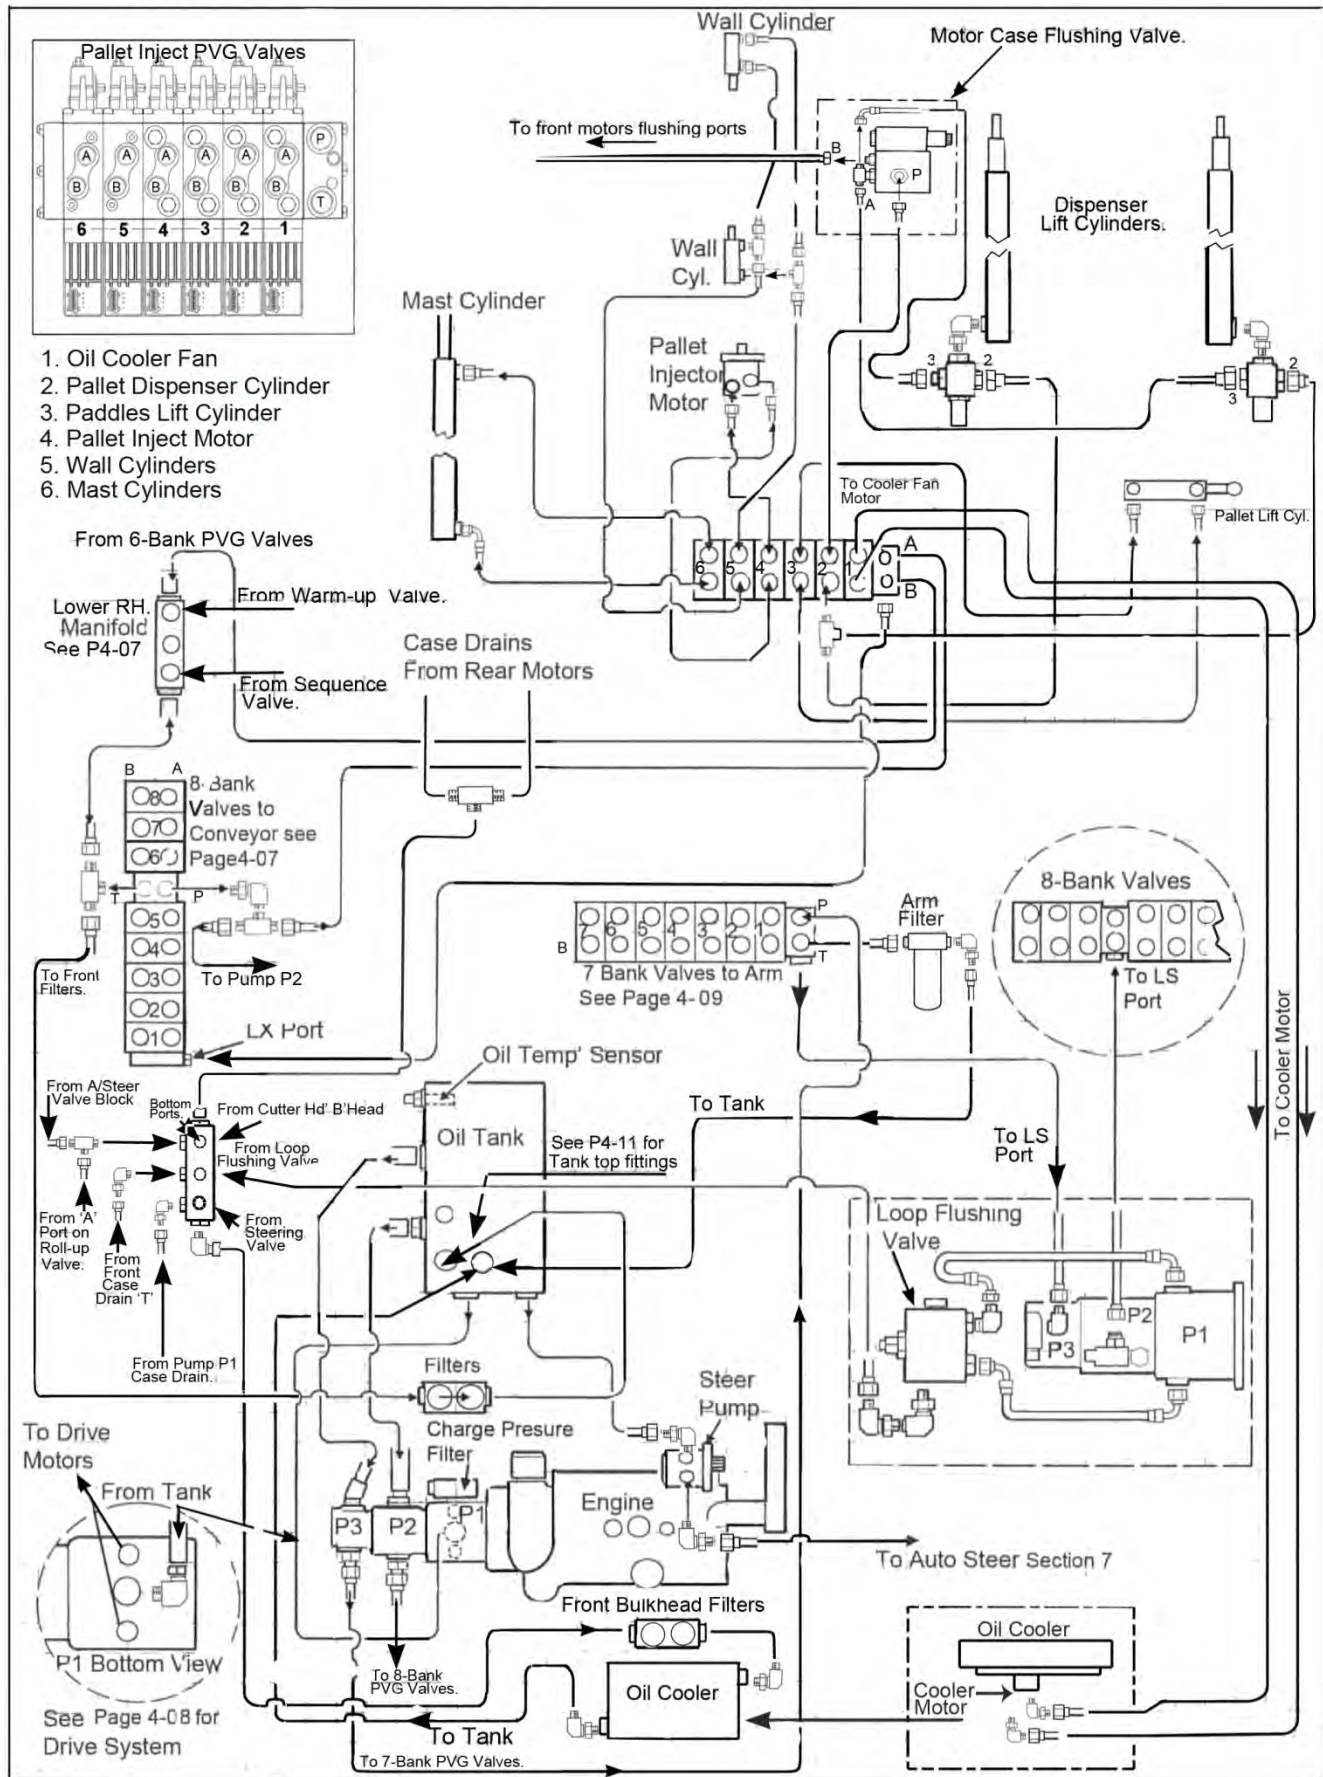 Wall Cylinder
Motor Case Flushing Valve.
Pallet Inject PVG Valves
A A A A A A P
B B B B B B T
6 5 4 3 2 1
To front motors flushing ports
B
P
A
Dispenser
Lift Cylinders.
Wall
Cyl.
Mast Cylinder
Pallet
Injector
Motor
3 2
3 2
1. Oil Cooler Fan
2. Pallet Dispenser Cylinder
3. Paddles Lift Cylinder
4. Pallet Inject Motor
5. Wall Cylinders
6. Mast Cylinders
To Cooler Fan
Motor
Pallet Lift Cyl.
6 5 4 3 2 1
A
B
From 6-Bank PVG Valves
Lower RH.
Manifold
See P4-07
From Warm-up Valve.
From Sequence
Valve.
Case Drains
From Rear Motors
B A
8
7
6
T P
5
4
3
2
1
8-Bank
Valves to
Conveyor see
Page4-07
To Front
Filters.
To Pump P2
LX Port
7 6 5 4 3 2 1
P
B
T
7 Bank Valves to Arm
See Page 4-09
Arm
Filter
8-Bank Valves
To LS
Port
To Cooler Motor
Oil Temp' Sensor
From A/Steer
Valve Block
Bottom
Ports.
From Cutter Hd' B'Head
From Loop
Flushing Valve
From
Steering
Valve
From 'A'
Port on
Roll-up
Valve.
From
Front
Case
Drain 'T'
From Pump P1
Case Drain.
Oil Tank
See P4-11 for
Tank top fittings
To Tank
To LS
Port
Loop Flushing
Valve
P3
P2
P1
Filters
Charge Presure
Filter
Steer
Pump
To Drive
Motors
From Tank
P3
P2
P1
Engine
To Auto Steer Section 7
P1 Bottom View
See Page 4-08 for
Drive System
To 8-Bank
PVG Valves.
Front Bulkhead Filters
Oil Cooler
To Tank
To 7-Bank PVG Valves.
Oil Cooler
Cooler
Motor